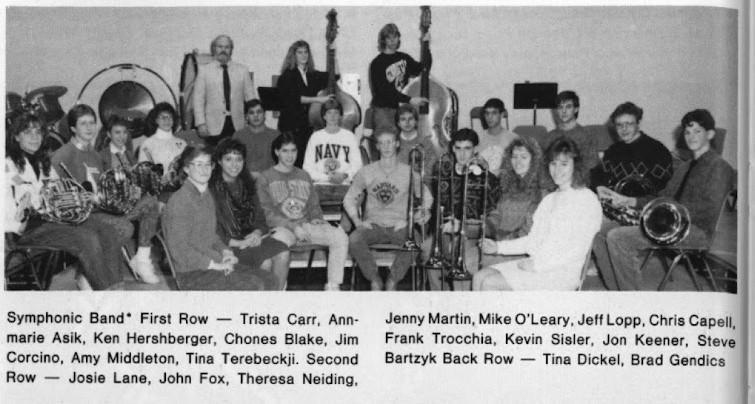 NAVY
Symphonic Band* First Row — Trista Carr, Ann-
marie Asik, Ken Hershberger, Chones Blake, Jim
Corcino, Amy Middleton, Tina Terebeckji. Second
Row — Josie Lane, John Fox, Theresa Neiding,
Jenny Martin, Mike O'Leary, Jeff Lopp, Chris Capell,
Frank Trocchia, Kevin Sisler, Jon Keener, Steve
Bartzyk Back Row — Tina Dickel, Brad Gendics